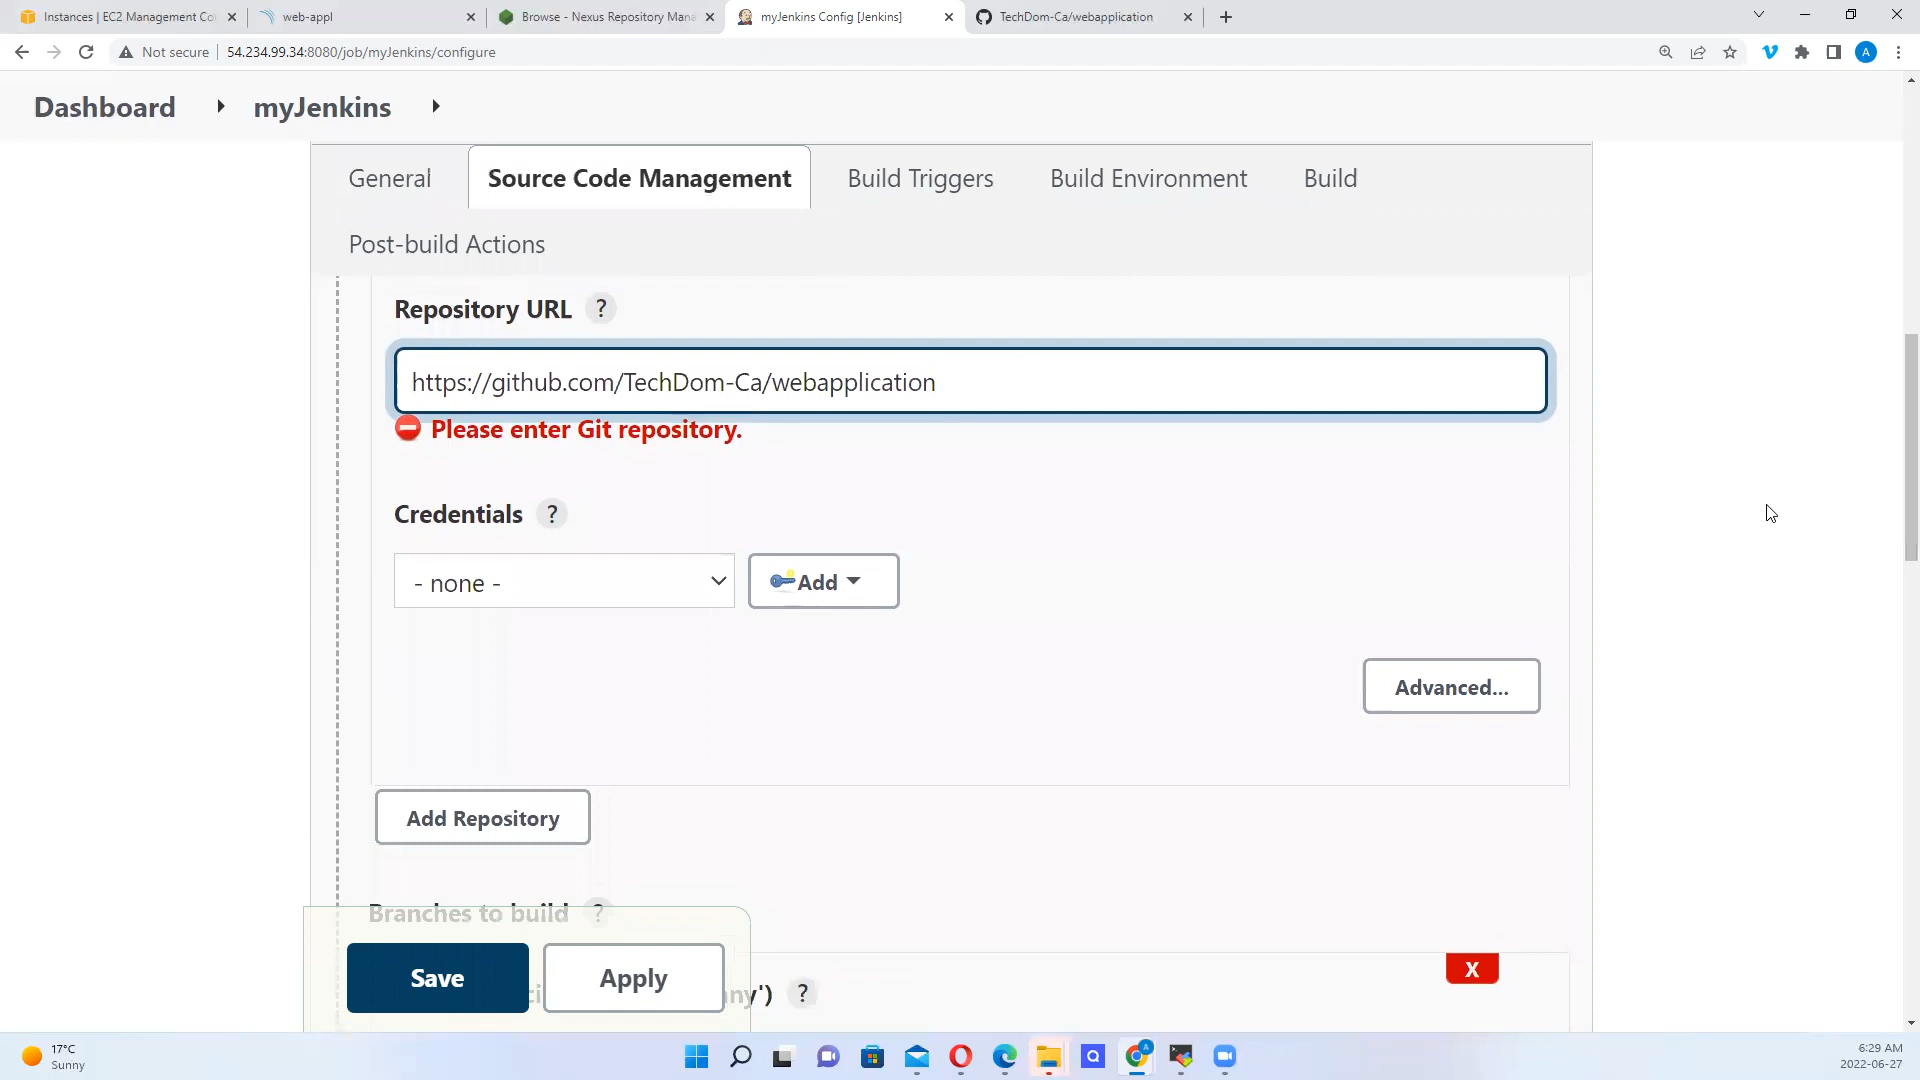 Instances | EC2 Management Co
web-appl
Browse - Nexus Repository Mana
myJenkins Config [Jenkins]
TechDom-Ca/webapplication
Not secure
54.234.99.34:8080/job/myJenkins/configure
A
Dashboard
myJenkins
General
Source Code Management
Build Triggers
Build Environment
Build
Post-build Actions
Repository URL ?
https://github.com/TechDom-Ca/webapplication
Please enter Git repository.
Credentials ?
- none -
Add
Advanced...
Add Repository
Branches to build ?
X
Save
Apply
ny') ?
17°C
Sunny
6:29 AM
2022-06-27